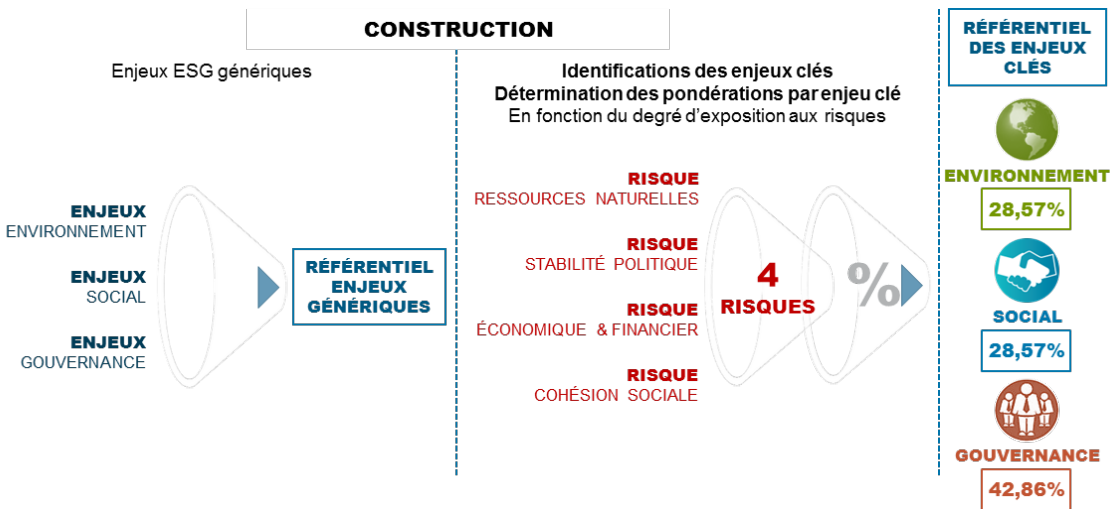 CONSTRUCTION
Enjeux ESG génériques
ENJEUX
ENVIRONNEMENT
ENJEUX
SOCIAL
ENJEUX
GOUVERNANCE
RÉFÉRENTIEL
ENJEUX
GÉNÉRIQUES
Identifications des enjeux clés
Détermination des pondérations par enjeu clé
En fonction du degré d'exposition aux risques
RISQUE
RESSOURCES NATURELLES
RISQUE
STABILITÉ POLITIQUE
RISQUE
ÉCONOMIQUE & FINANCIER
RISQUE
COHÉSION SOCIALE
4
RISQUES
%
RÉFÉRENTIEL
DES ENJEUX
CLÉS
ENVIRONNEMENT
28,57%
SOCIAL
28,57%
GOUVERNANCE
42,86%